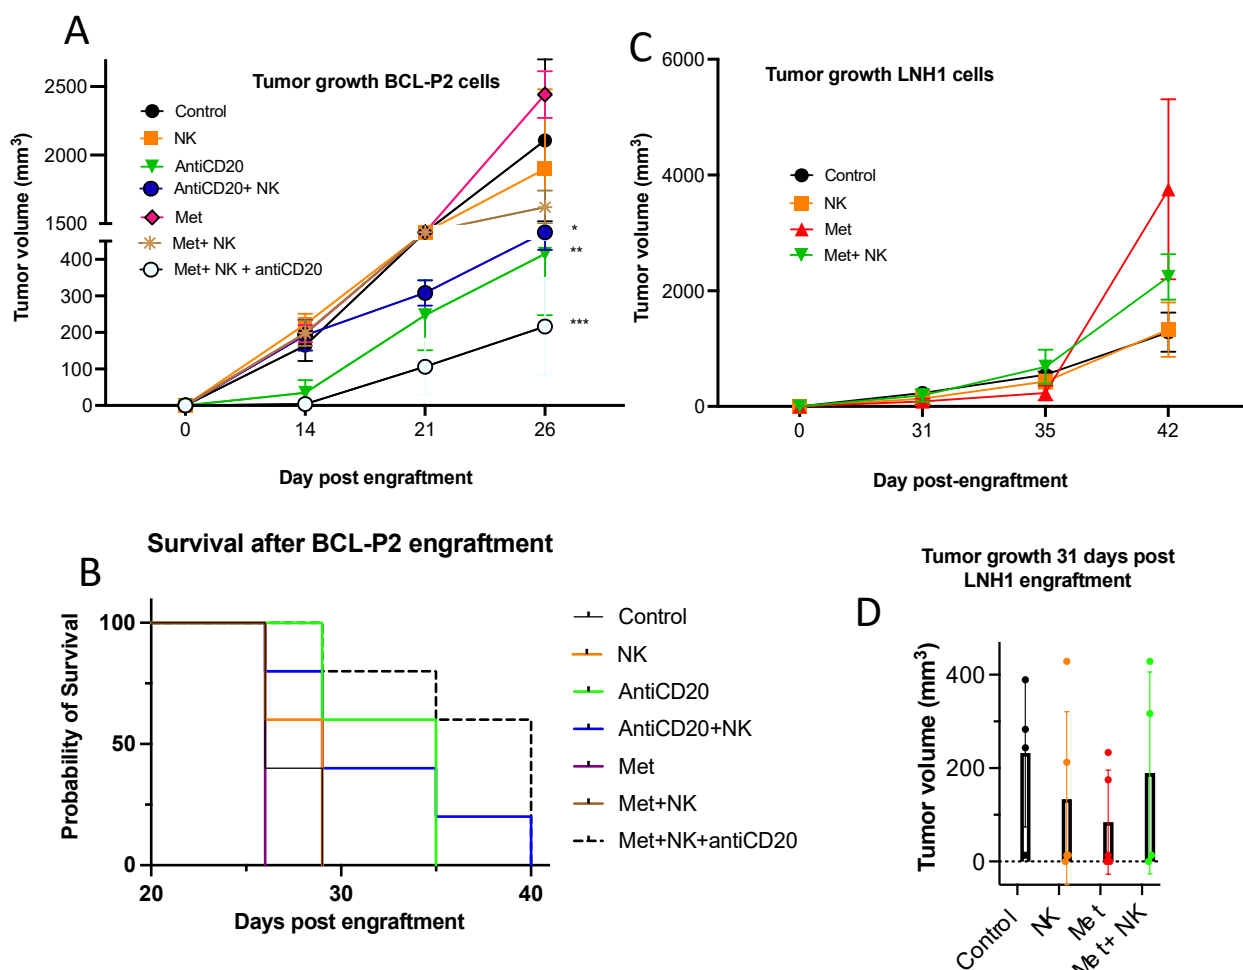 A
Tumor growth BCL-P2 cells
Tumor volume (mm³)
2500
2000
1500
400
300
200
100
0
Control
NK
AntiCD20
AntiCD20+ NK
Met
Met+ NK
Met+ NK + antiCD20
*
**
***
0 14 21 26
Day post engraftment
C
Tumor growth LNH1 cells
Tumor volume (mm³)
6000
4000
2000
0
Control
NK
Met
Met+ NK
0 31 35 42
Day post-engraftment
Survival after BCL-P2 engraftment
B
Probability of Survival
100
50
0
20 30 40
Days post engraftment
Control
NK
AntiCD20
AntiCD20+NK
Met
Met+NK
Met+NK+antiCD20
Tumor growth 31 days post
LNH1 engraftment
D
Tumor volume (mm³)
400
200
0
Control
NK
Met
Met+ NK